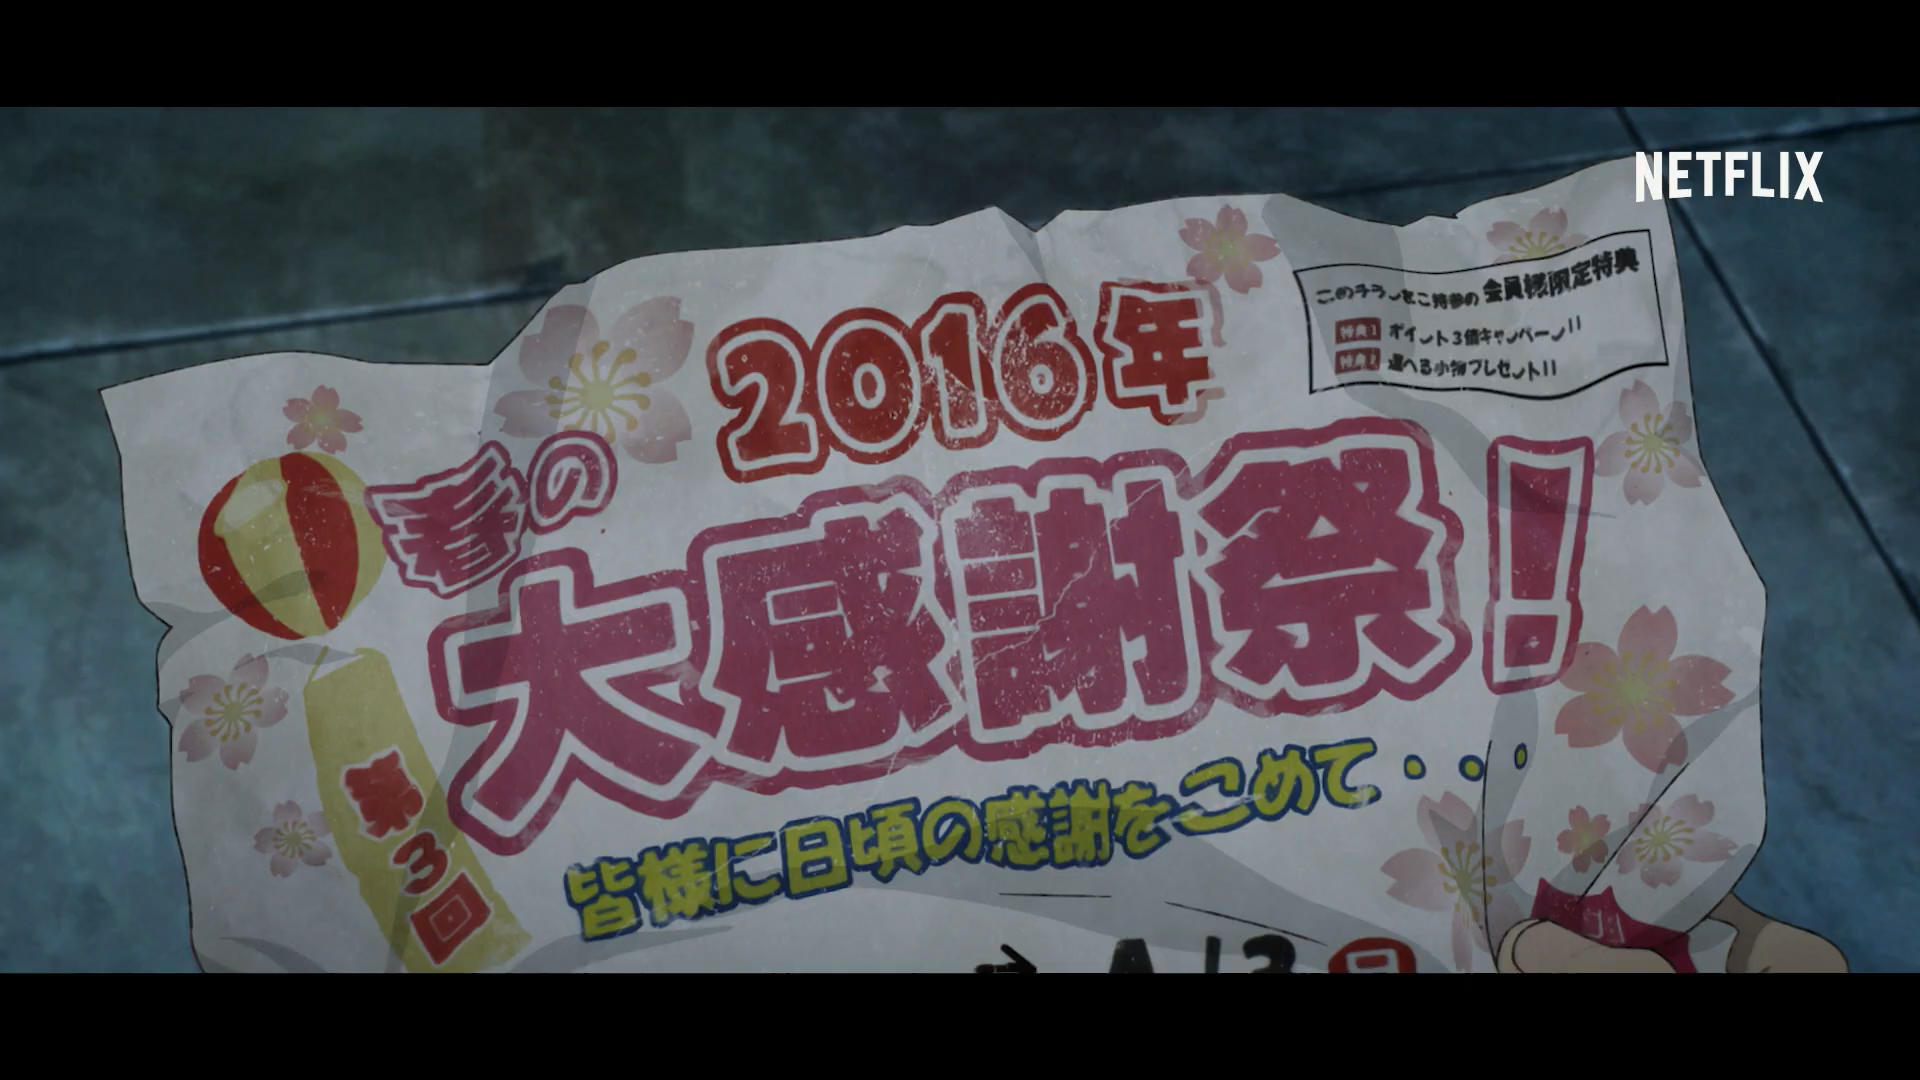 NETFLIX
2016年
このチラシをご持参の 会員様限定特典
特典1 ポイント3倍キャンペーン!!
特典2 選べる小物プレゼント!!
春の
大感謝祭!
第3回
皆様に日頃の感謝をこめて・・・